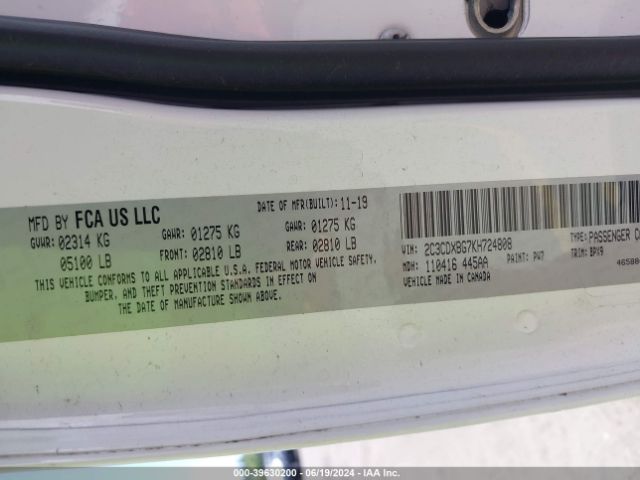 MFD BY FCA US LLC
DATE OF MFR(BUILT): 11-19
GVWR: 02314 KG
GAWR: 01275 KG
GAWR: 01275 KG
05100 LB
FRONT: 02810 LB
REAR: 02810 LB
THIS VEHICLE CONFORMS TO ALL APPLICABLE U.S.A. FEDERAL MOTOR VEHICLE SAFETY,
BUMPER, AND THEFT PREVENTION STANDARDS IN EFFECT ON
THE DATE OF MANUFACTURE SHOWN ABOVE.
VIN: 2C3CDXBG7KH724808
TYPE: PASSENGER
MDH: 110416 445AA
PAINT: PW7
TRIM: BPX9
VEHICLE MADE IN CANADA
000-39630200 - 06/19/2024 - IAA Inc.